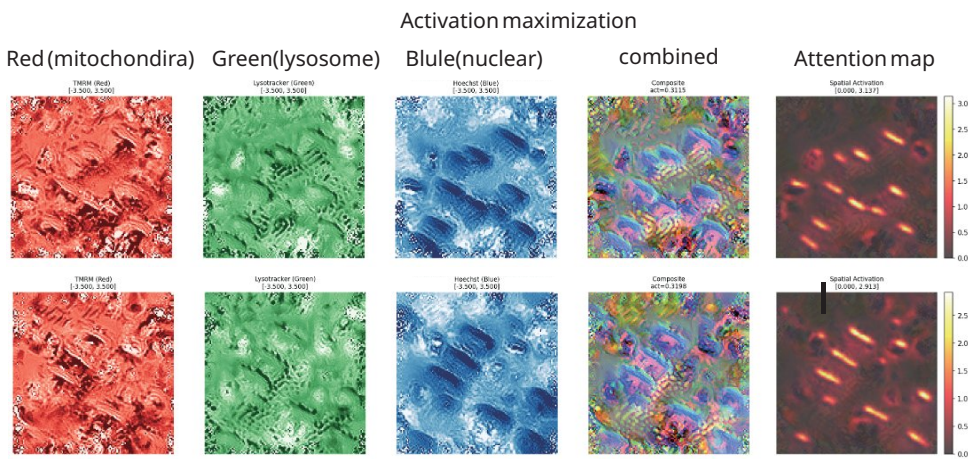 Activation maximization
Red (mitochondira) Green(lysosome) Blule(nuclear) combined Attention map
TMRM (Red) Lysotracker (Green) Hoechst (Blue) Composite Spatial Activation
[-3.500, 3.500] [-3.500, 3.500] [-3.500, 3.500] act=0.3115 [0.000, 3.137]
3.0
2.5
2.0
1.5
1.0
0.5
0.0
TMRM (Red) Lysotracker (Green) Hoechst (Blue) Composite Spatial Activation
[-3.500, 3.500] [-3.500, 3.500] [-3.500, 3.500] act=0.3198 [0.000, 2.913]
2.5
2.0
1.5
1.0
0.5
0.0